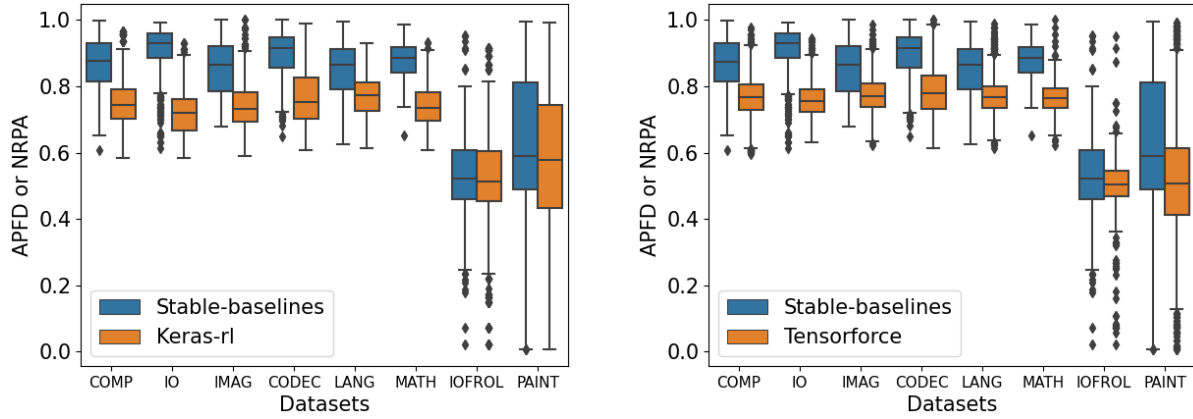 APFD or NRPA
1.0
0.8
0.6
0.4
0.2
0.0
Stable-baselines
Keras-rl
COMP IO IMAG CODEC LANG MATH IOFROL PAINT
Datasets
APFD or NRPA
1.0
0.8
0.6
0.4
0.2
0.0
Stable-baselines
Tensorforce
COMP IO IMAG CODEC LANG MATH IOFROL PAINT
Datasets